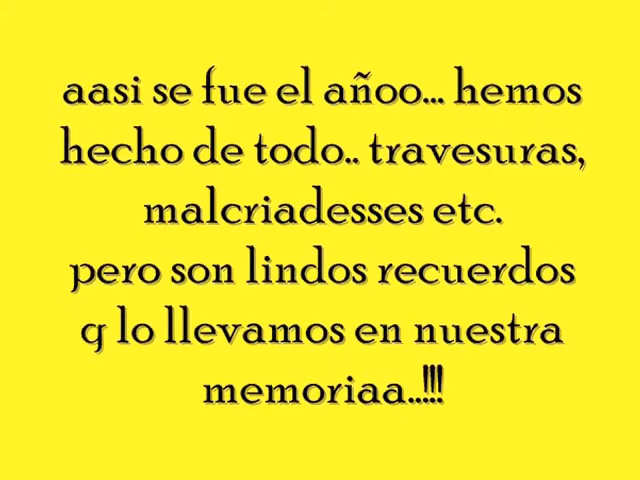 aasi se fue el añoo... hemos
hecho de todo.. travesuras,
malcriadesses etc.
pero son lindos recuerdos
q lo llevamos en nuestra
memoriaa..!!!